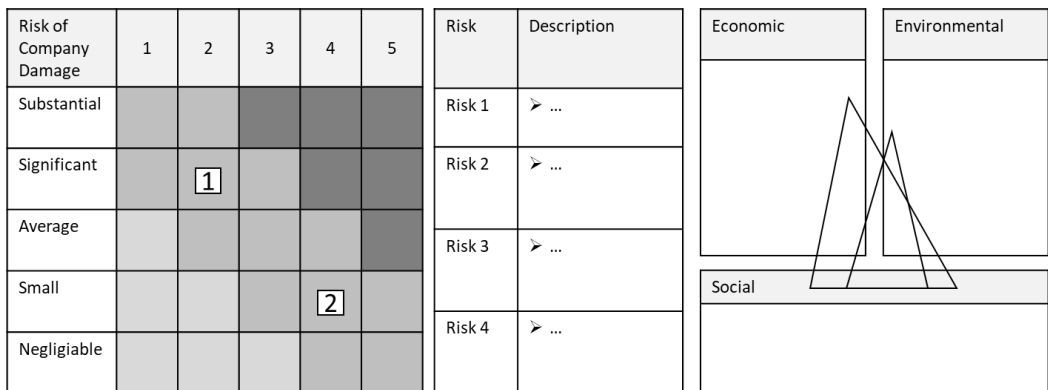 Risk of
Company
Damage
1
2
3
4
5
Substantial
Significant
1
Average
Small
2
Negligiable
Risk
Description
Risk 1
➢ ...
Risk 2
➢ ...
Risk 3
➢ ...
Risk 4
➢ ...
Economic
Environmental
Social